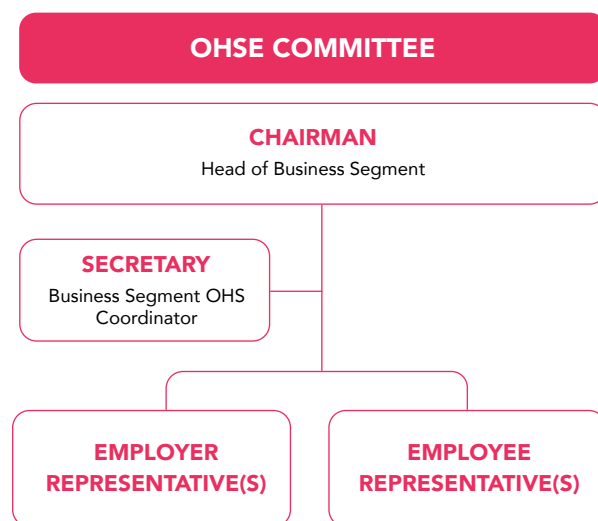 OHSE COMMITTEE
CHAIRMAN
Head of Business Segment
SECRETARY
Business Segment OHS
Coordinator
EMPLOYER
REPRESENTATIVE(S)
EMPLOYEE
REPRESENTATIVE(S)